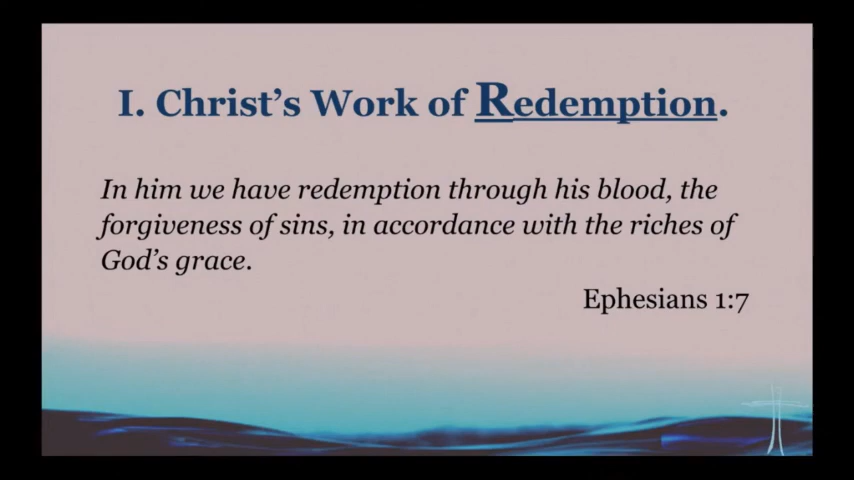 I. Christ's Work of Redemption.
In him we have redemption through his blood, the
forgiveness of sins, in accordance with the riches of
God's grace.
Ephesians 1:7